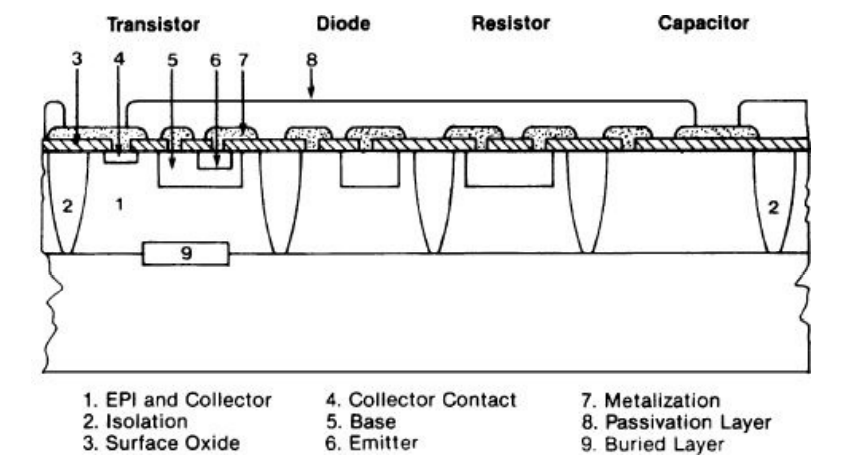 Transistor Diode Resistor Capacitor
3 4 5 6 7 8
2 1 2
9
1. EPI and Collector 4. Collector Contact 7. Metalization
2. Isolation 5. Base 8. Passivation Layer
3. Surface Oxide 6. Emitter 9. Buried Layer